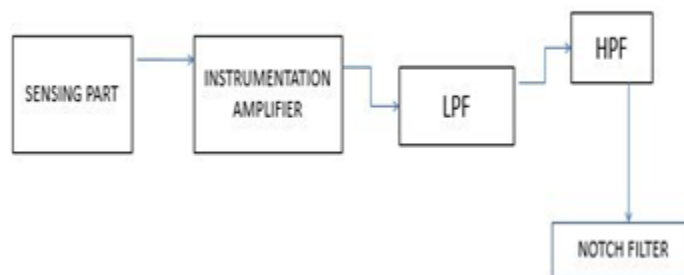 SENSING PART
INSTRUMENTATION
AMPLIFIER
LPF
HPF
NOTCH FILTER